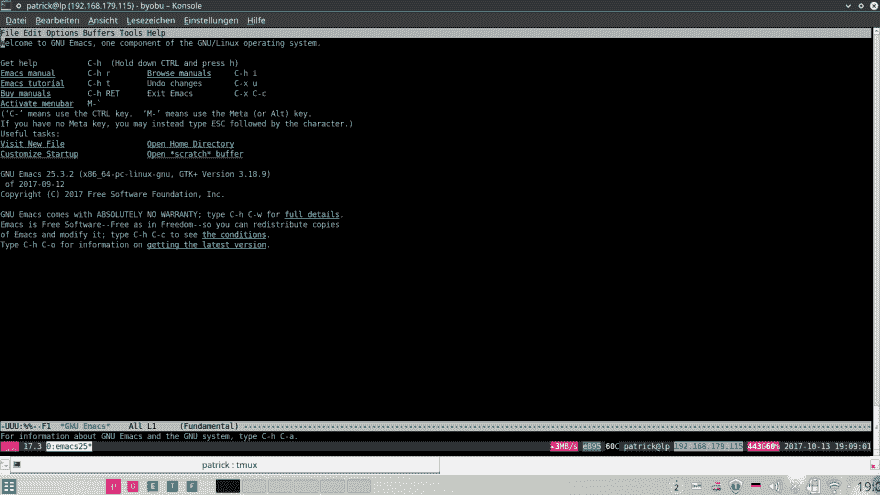 patrick@lp (192.168.179.115) - byobu – Konsole
Datei Bearbeiten Ansicht Lesezeichen Einstellungen Hilfe
File Edit Options Buffers Tools Help
Welcome to GNU Emacs, one component of the GNU/Linux operating system.
Get help C-h (Hold down CTRL and press h)
Emacs manual C-h r Browse manuals C-h i
Emacs tutorial C-h t Undo changes C-x u
Buy manuals C-h RET Exit Emacs C-x C-c
Activate menubar M-`
(‘C-’ means use the CTRL key. ‘M-’ means use the Meta (or Alt) key.
If you have no Meta key, you may instead type ESC followed by the character.)
Useful tasks:
Visit New File Open Home Directory
Customize Startup Open *scratch* buffer
GNU Emacs 25.3.2 (x86_64-pc-linux-gnu, GTK+ Version 3.18.9)
of 2017-09-12
Copyright (C) 2017 Free Software Foundation, Inc.
GNU Emacs comes with ABSOLUTELY NO WARRANTY; type C-h C-w for full details.
Emacs is Free Software--Free as in Freedom--so you can redistribute copies
of Emacs and modify it; type C-h C-c to see the conditions.
Type C-h C-o for information on getting the latest version.
-UUU:%%--F1 *GNU Emacs* All L1 (Fundamental)
For information about GNU Emacs and the GNU system, type C-h C-a.
17.3 0:emacs25* 3MB/s 60C patrick@lp 192.168.179.115 2017-10-13 19:09:01
patrick : tmux
P G E I F 2